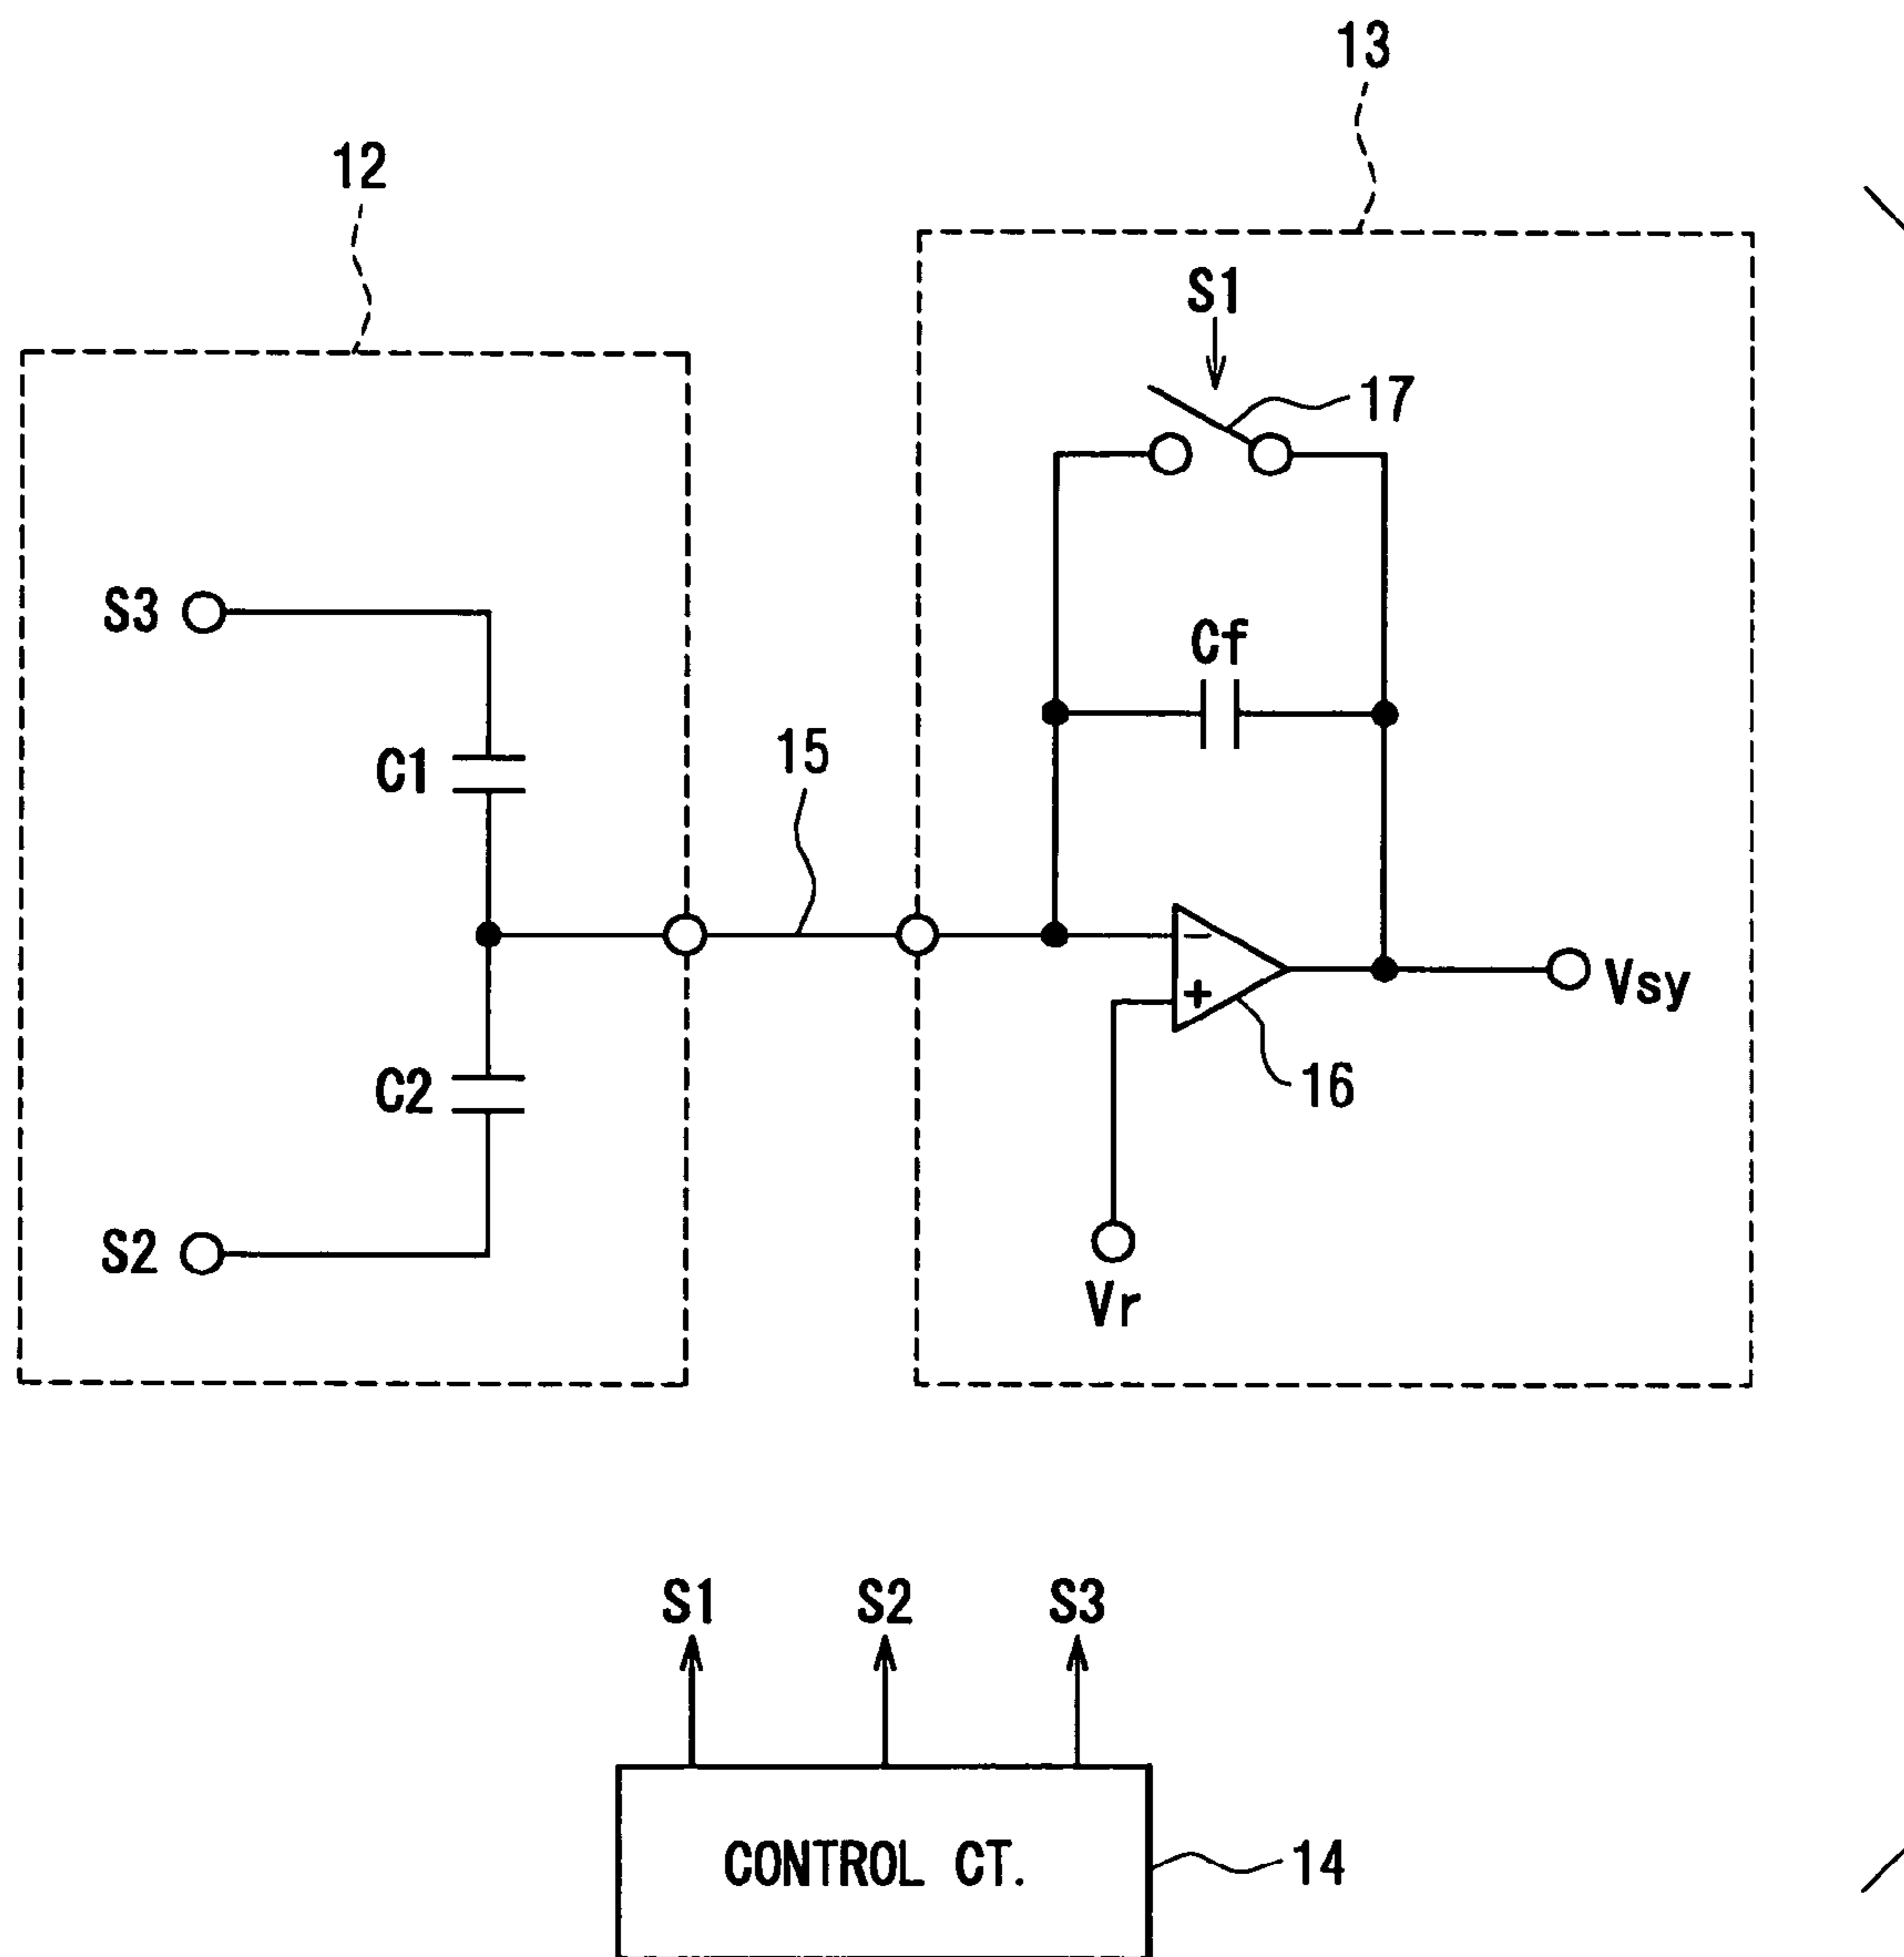 13
12
S1
17
S3
Cf
C1
15
-
+
Vsy
C2
16
S2
Vr
S1 S2 S3
CONTROL CT.
14